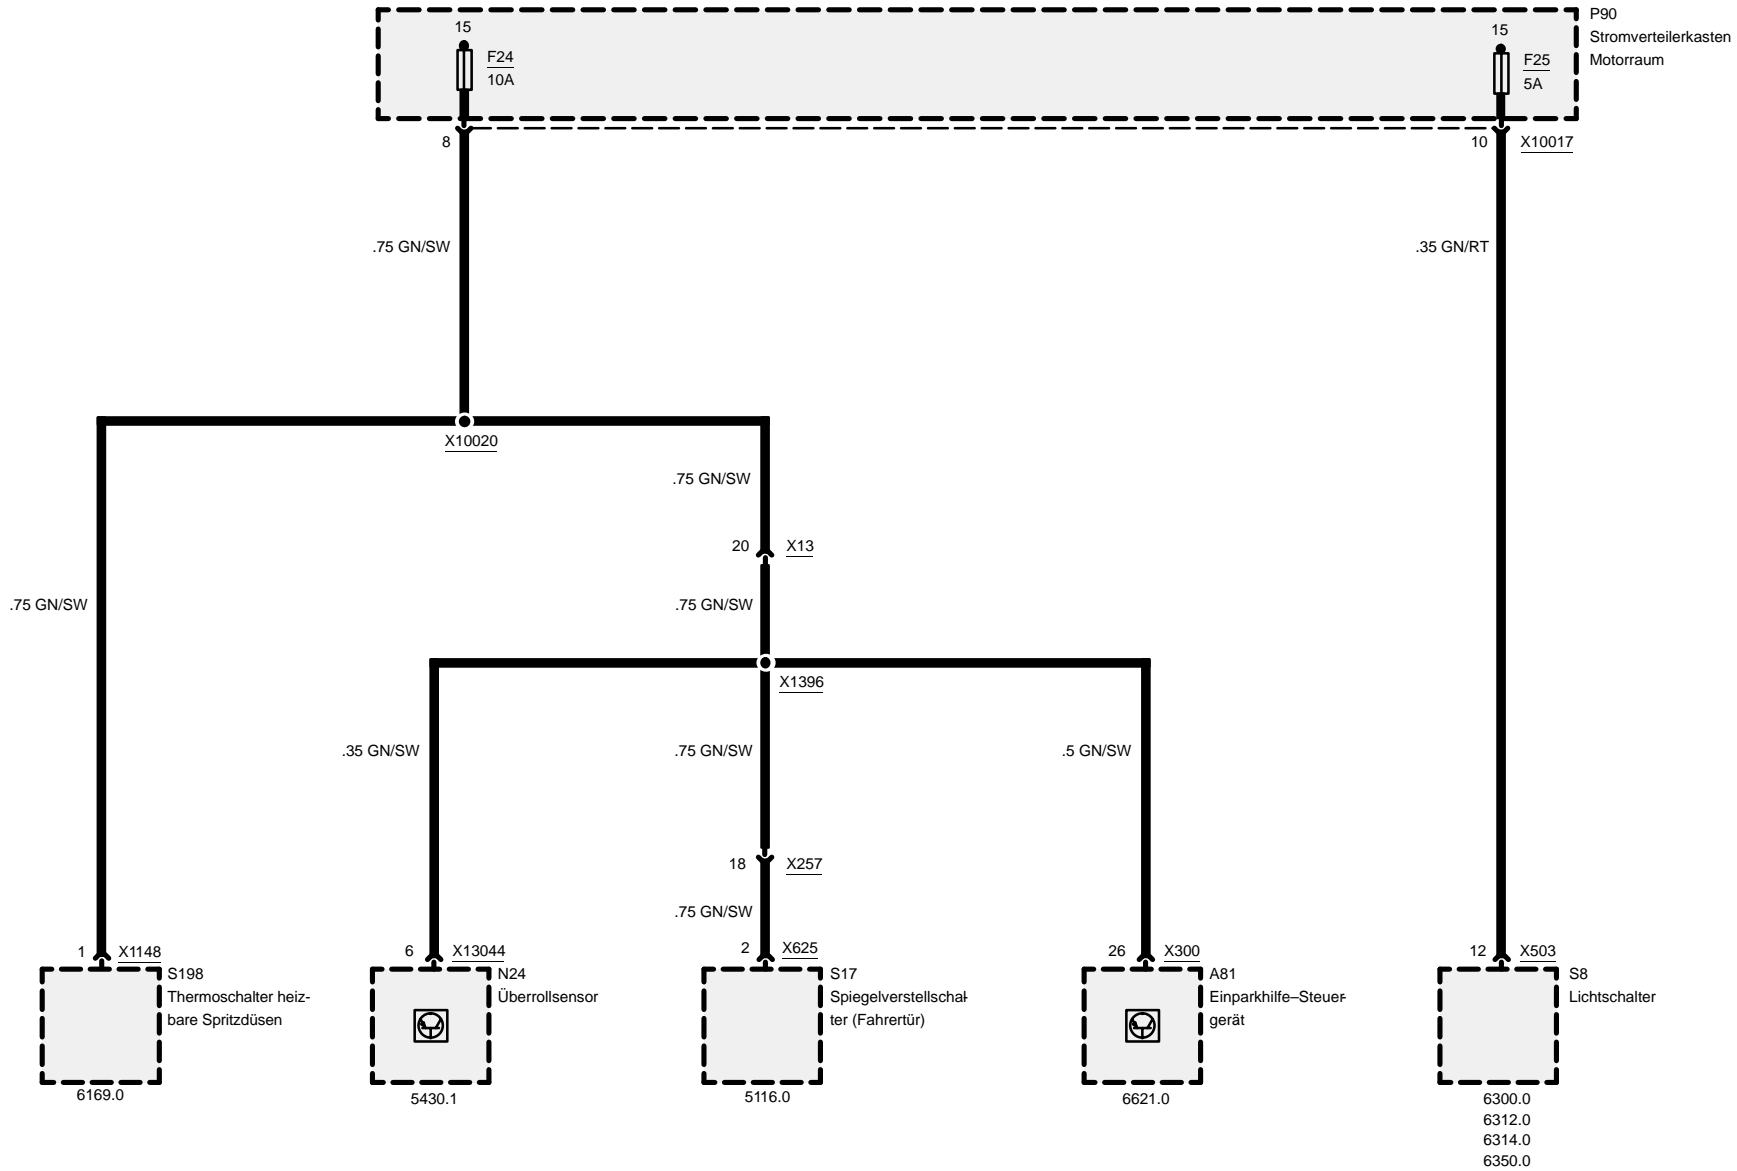 P90
Stromverteilerkasten
Motorraum
15
F24
10A
15
F25
5A
8
10 X10017
.75 GN/SW
.35 GN/RT
X10020
.75 GN/SW
20 X13
.75 GN/SW
.75 GN/SW
X1396
.35 GN/SW
.75 GN/SW
.5 GN/SW
18 X257
.75 GN/SW
1 X1148
S198
Thermoschalter heiz-
bare Spritzdüsen
6169.0
6 X13044
N24
Überrollsensor
5430.1
2 X625
S17
Spiegelverstellschal-
ter (Fahrertür)
5116.0
26 X300
A81
Einparkhilfe–Steuer-
gerät
6621.0
12 X503
S8
Lichtschalter
6300.0
6312.0
6314.0
6350.0